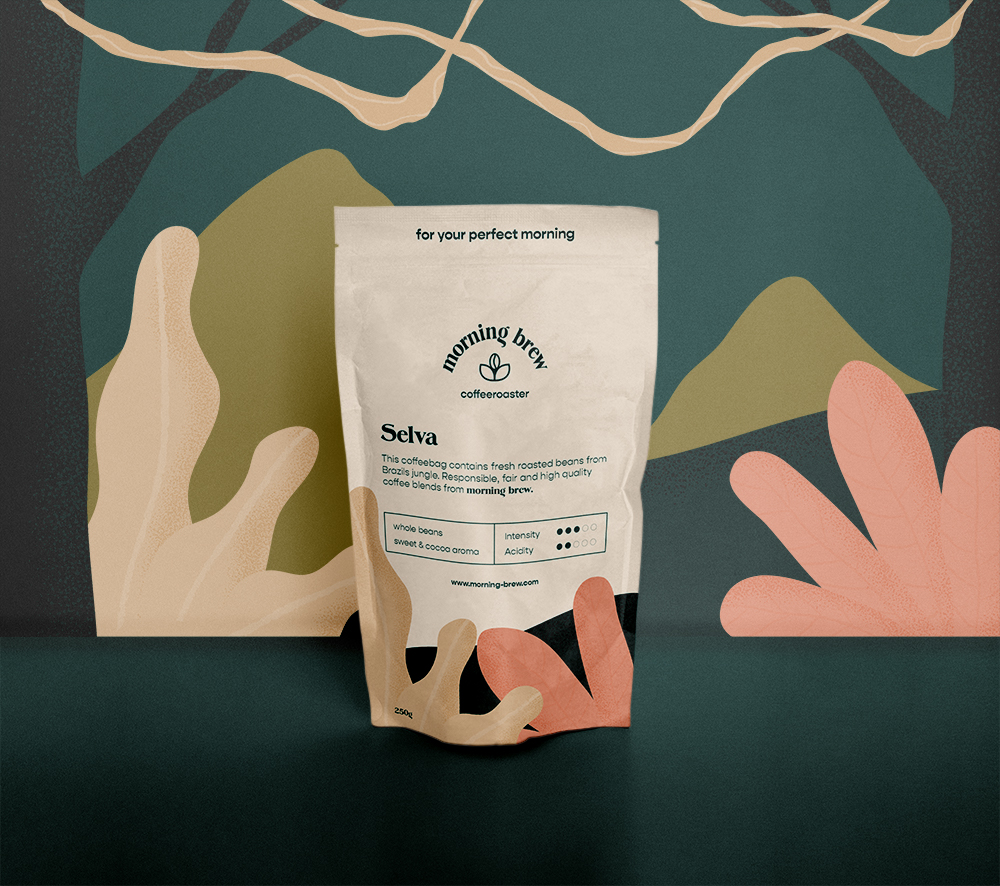 for your perfect morning
morning brew
coffeeroaster
Selva
This coffeebag contains fresh roasted beans from
Brazils jungle. Responsible, fair and high quality
coffee blends from morning brew.
whole beans
sweet & cocoa aroma
Intensity
Acidity
www.morning-brew.com
250g